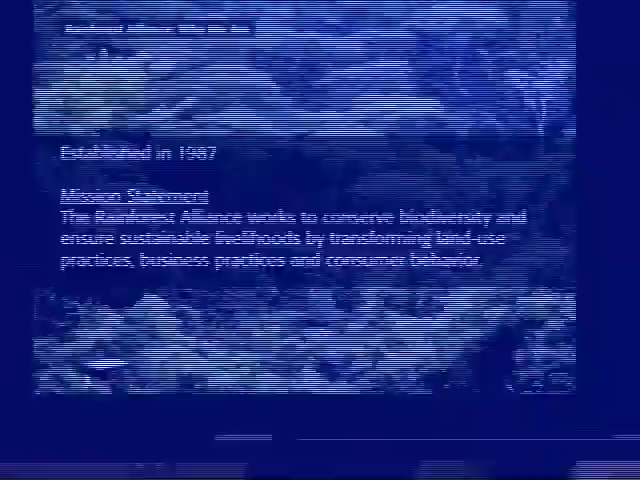 Rainforest Alliance: Who We Are
Established in 1987
Mission Statement
The Rainforest Alliance works to conserve biodiversity and
ensure sustainable livelihoods by transforming land-use
practices, business practices and consumer behavior.